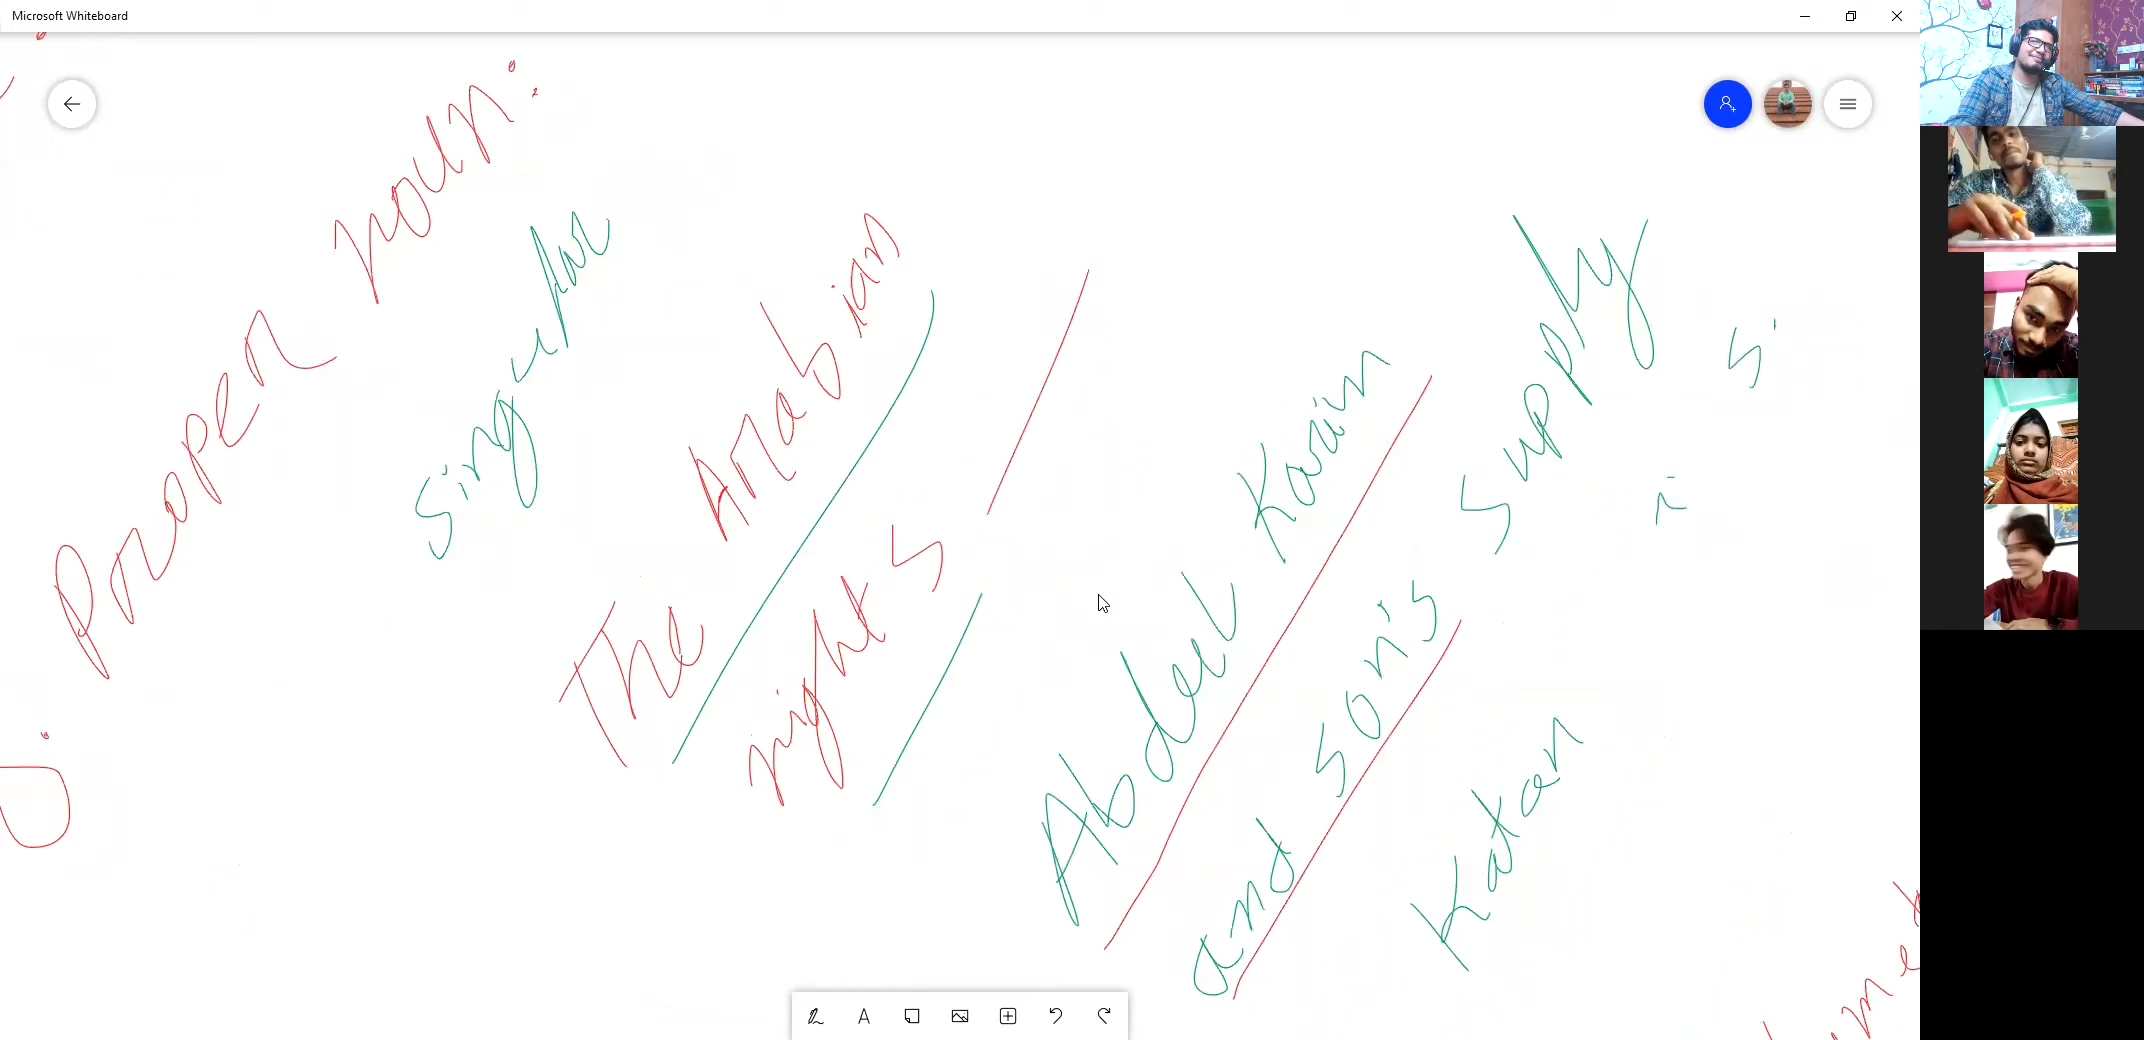 Microsoft Whiteboard
Proper noun:
Singular
The Arabian
nights
Abdul Karim
and son's supply
Katan